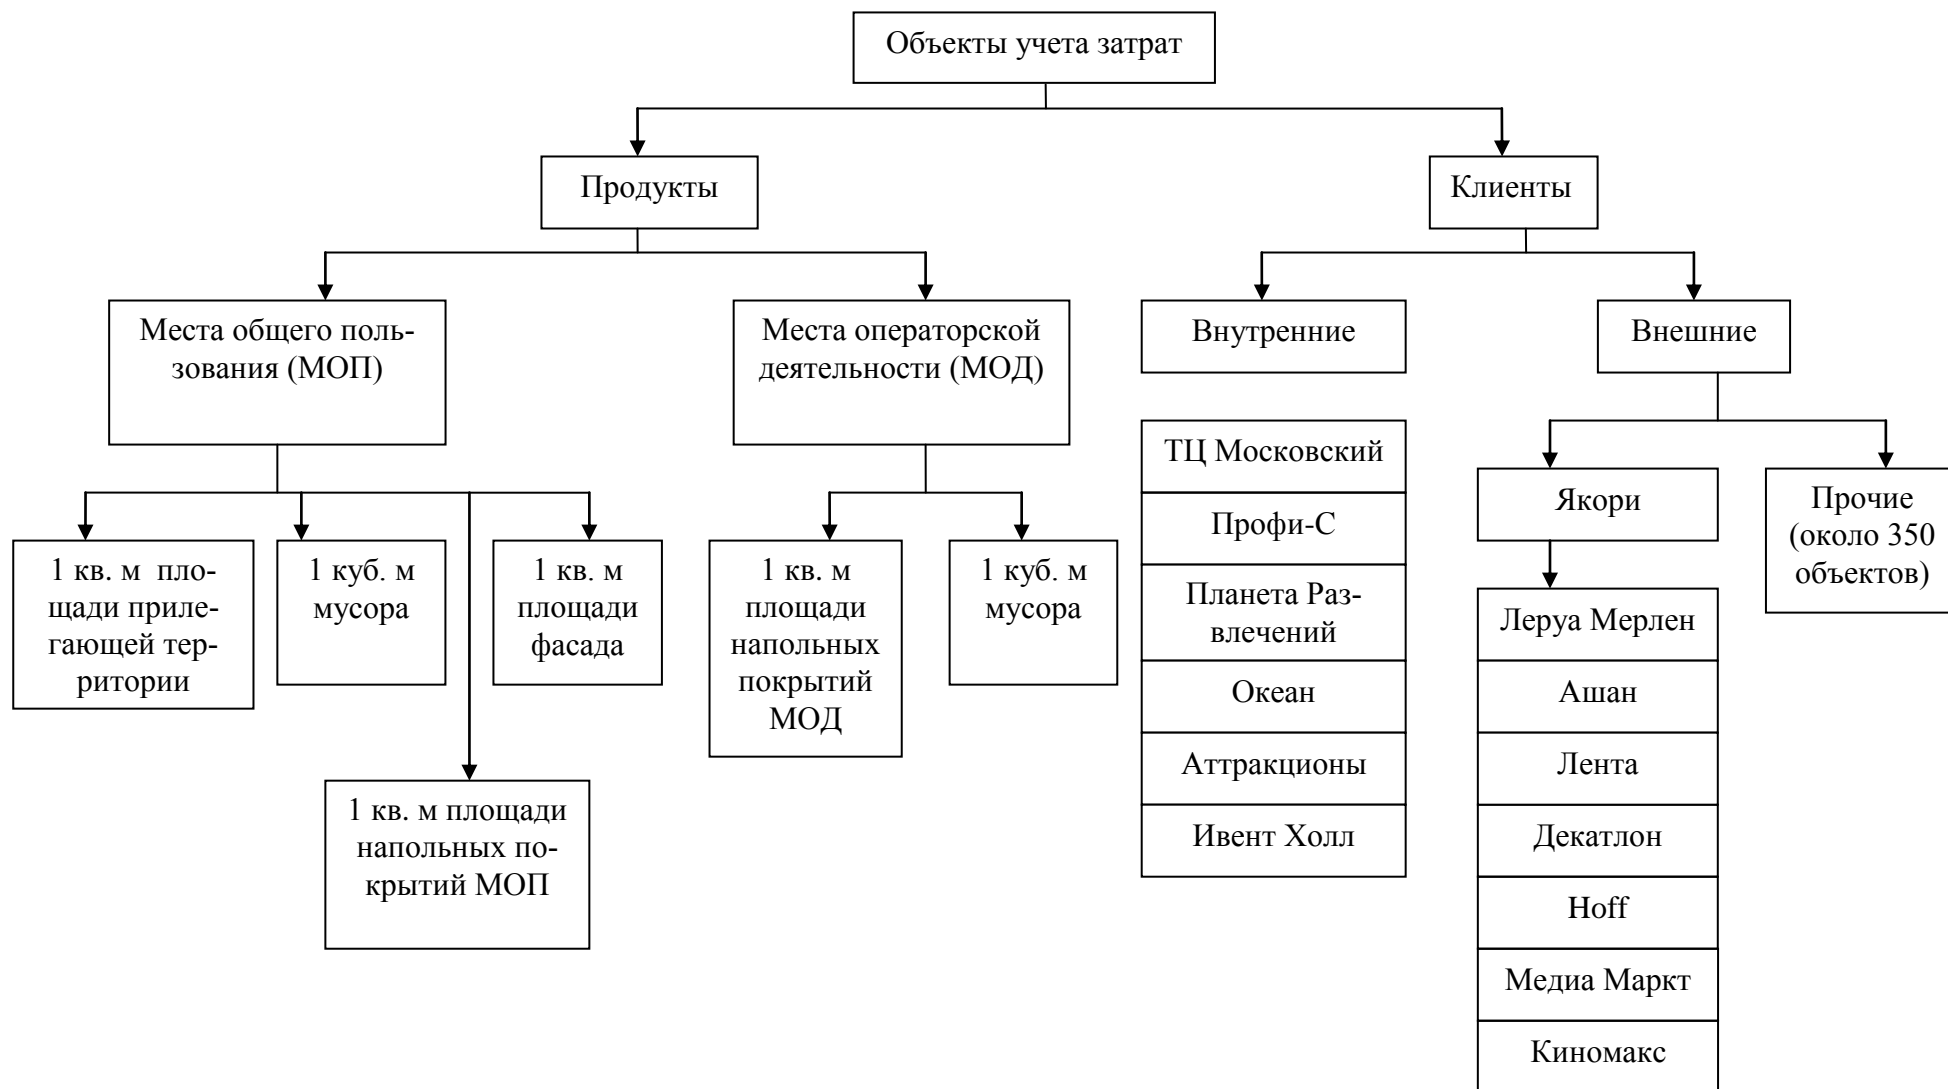 Объекты учета затрат
Продукты
Клиенты
Места общего поль-
зования (МОП)
Места операторской
деятельности (МОД)
Внутренние
Внешние
1 кв. м  пло-
щади приле-
гающей тер-
ритории
1 куб. м
мусора
1 кв. м
площади
фасада
1 кв. м площади
напольных по-
крытий МОП
1 кв. м
площади
напольных
покрытий
МОД
1 куб. м
мусора
ТЦ Московский
Профи-С
Планета Раз-
влечений
Океан
Аттракционы
Ивент Холл
Якори
Прочие
(около 350
объектов)
Леруа Мерлен
Ашан
Лента
Декатлон
Hoff
Медиа Маркт
Киномакс